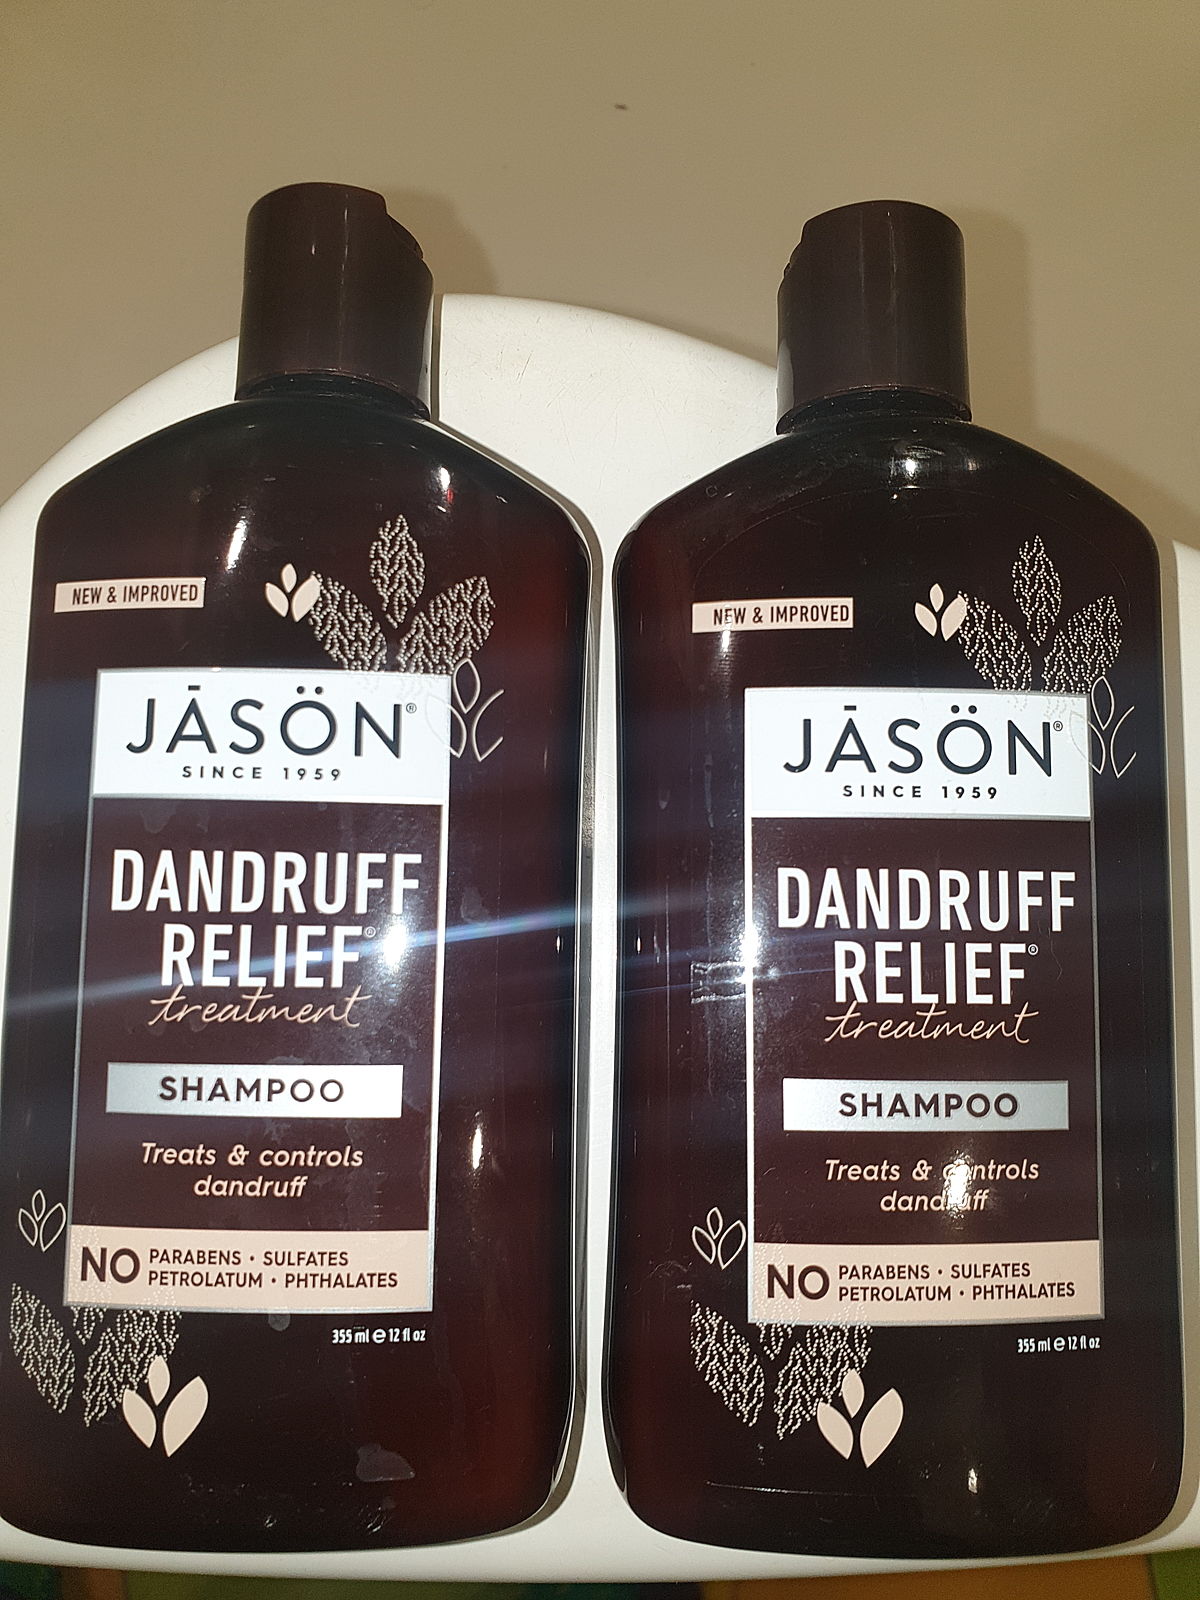 NEW & IMPROVED
JĀSÖN®
SINCE 1959
DANDRUFF
RELIEF®
treatment
SHAMPOO
Treats & controls
dandruff
NO PARABENS • SULFATES
PETROLATUM • PHTHALATES
355 ml ℮ 12 fl oz
NEW & IMPROVED
JĀSÖN®
SINCE 1959
DANDRUFF
RELIEF®
treatment
SHAMPOO
Treats & controls
dandruff
NO PARABENS • SULFATES
PETROLATUM • PHTHALATES
355 ml ℮ 12 fl oz